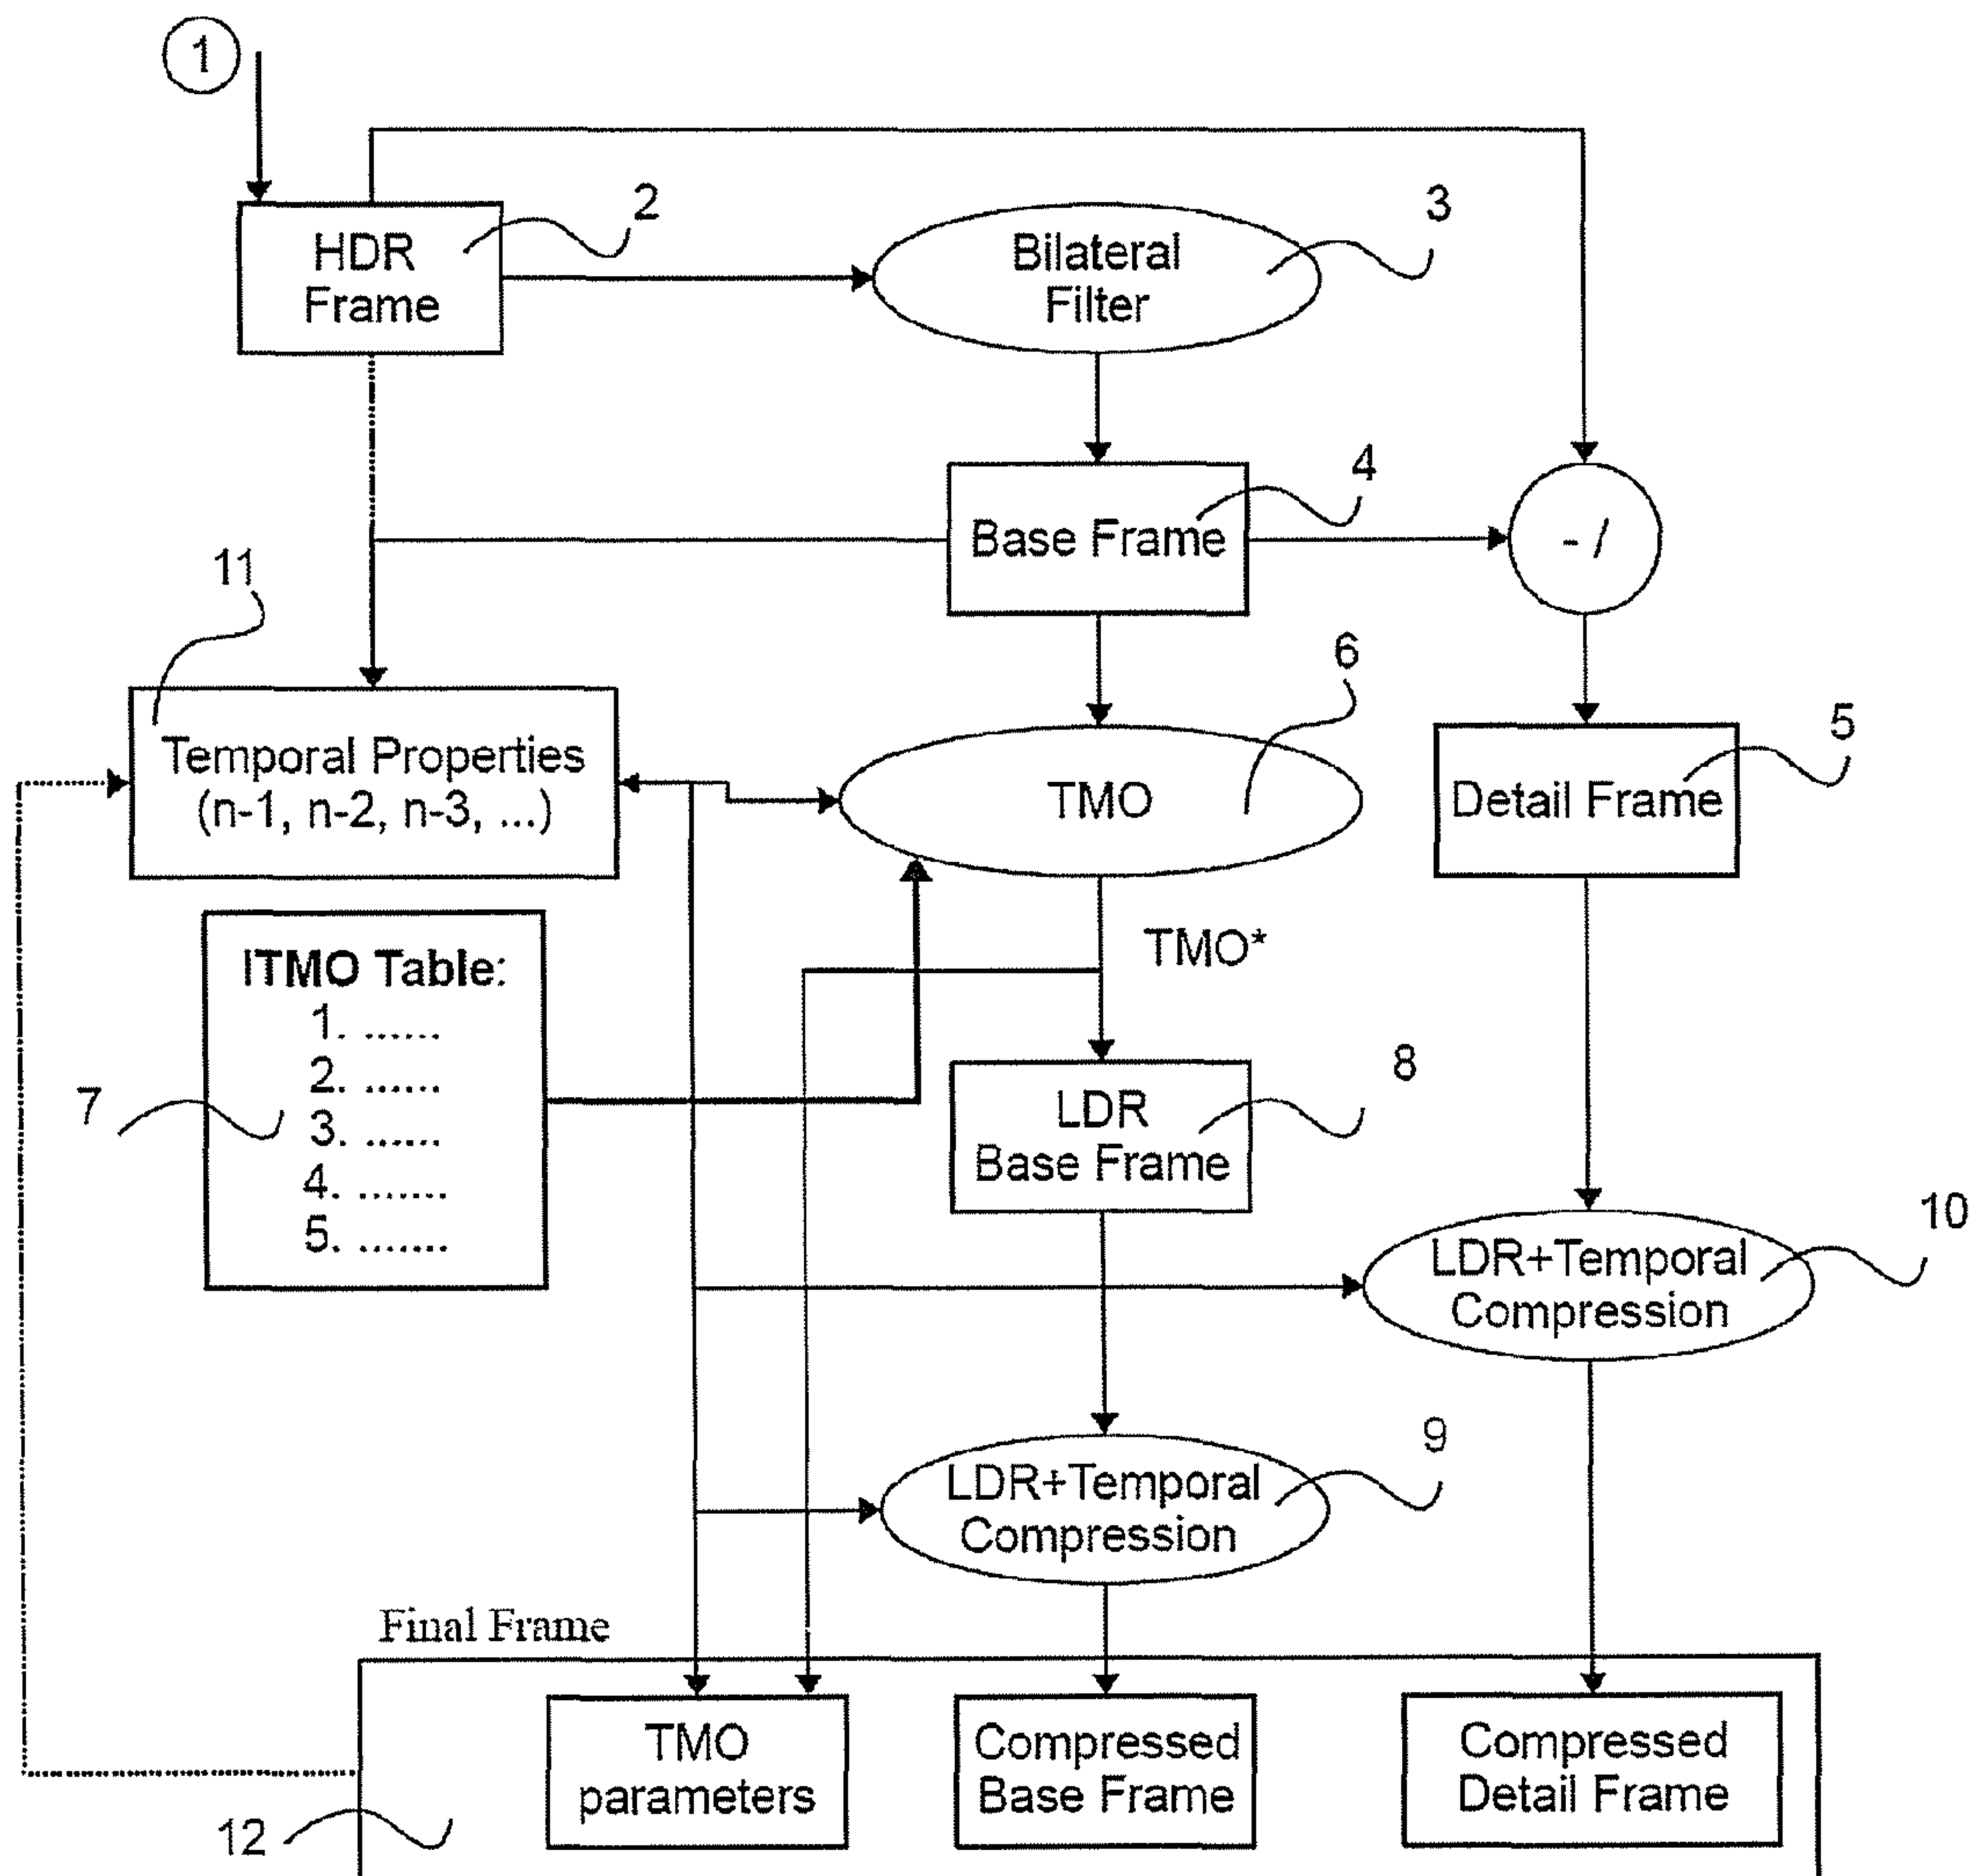 1
2
3
HDR
Frame
Bilateral
Filter
4
Base Frame
- /
11
6
5
Temporal Properties
(n-1, n-2, n-3, ...)
TMO
Detail Frame
TMO*
ITMO Table:
1. ......
2. ......
3. ......
4. .......
5. .......
7
8
LDR
Base Frame
10
LDR+Temporal
Compression
9
LDR+Temporal
Compression
Final Frame
TMO
parameters
Compressed
Base Frame
Compressed
Detail Frame
12